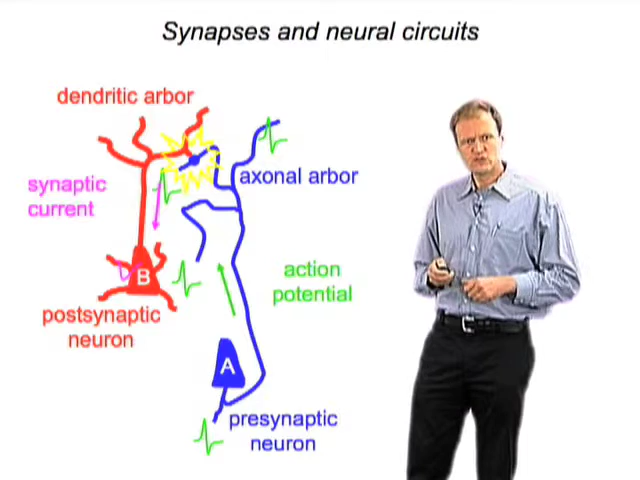 Synapses and neural circuits
dendritic arbor
axonal arbor
synaptic
current
B
action
potential
postsynaptic
neuron
A
presynaptic
neuron